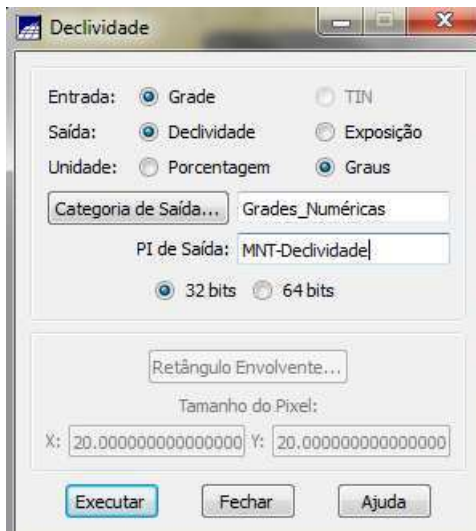 Declividade
Entrada: Grade TIN
Saída: Declividade Exposição
Unidade: Porcentagem Graus
Categoria de Saída... Grades_Numéricas
PI de Saída: MNT-Declividade
32 bits 64 bits
Retângulo Envolvente...
Tamanho do Pixel:
X: 20.000000000000000 Y: 20.000000000000000
Executar Fechar Ajuda